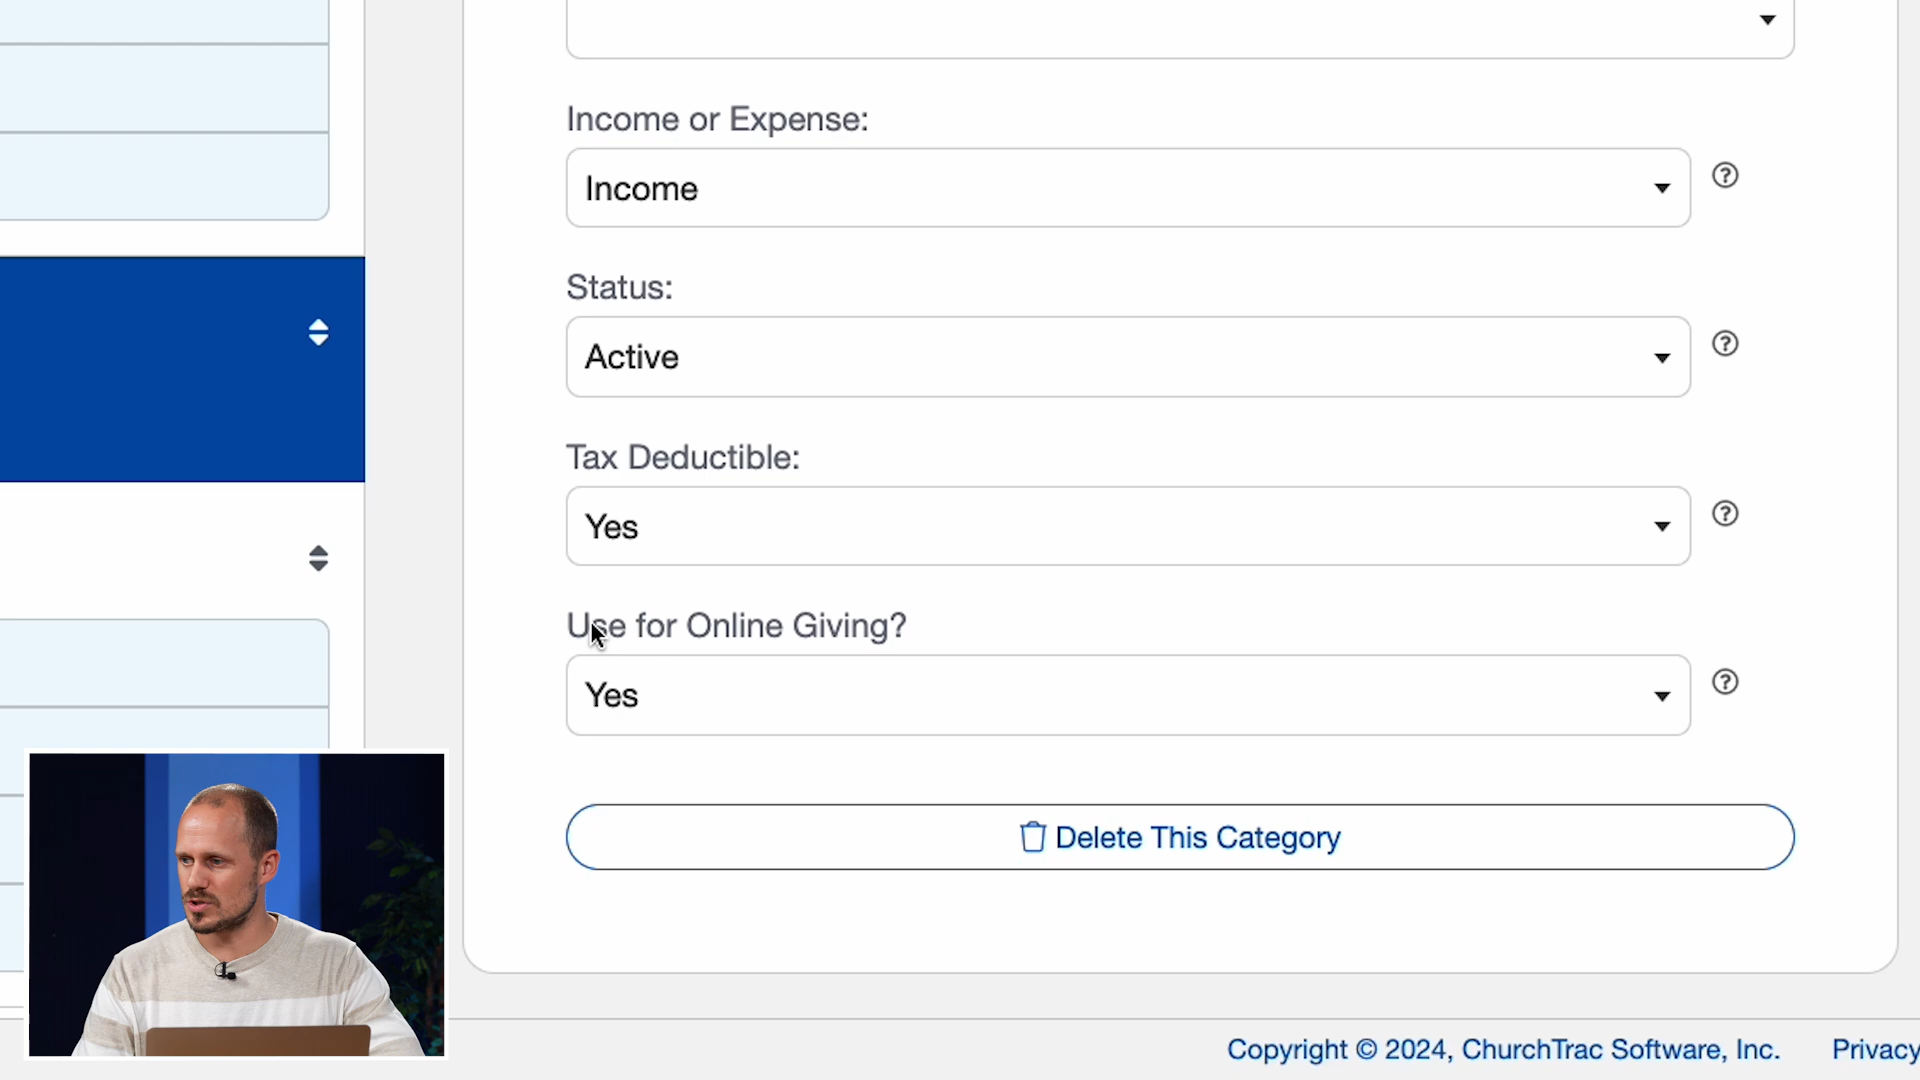 Income or Expense:
Income
Status:
Active
Tax Deductible:
Yes
Use for Online Giving?
Yes
Delete This Category
Copyright © 2024, ChurchTrac Software, Inc. Privacy